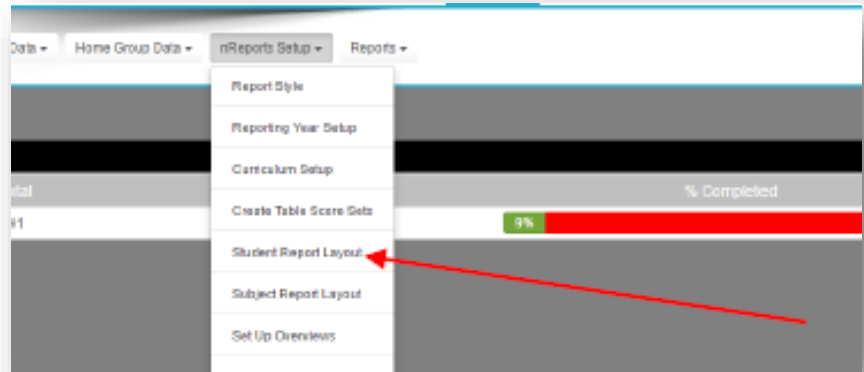 Data Home Group Data nReports Setup Reports
Report Style
Reporting Year Setup
Curriculum Setup
tal % Completed
Create Table Score Sets
#1 9%
Student Report Layout
Subject Report Layout
Set Up Overviews